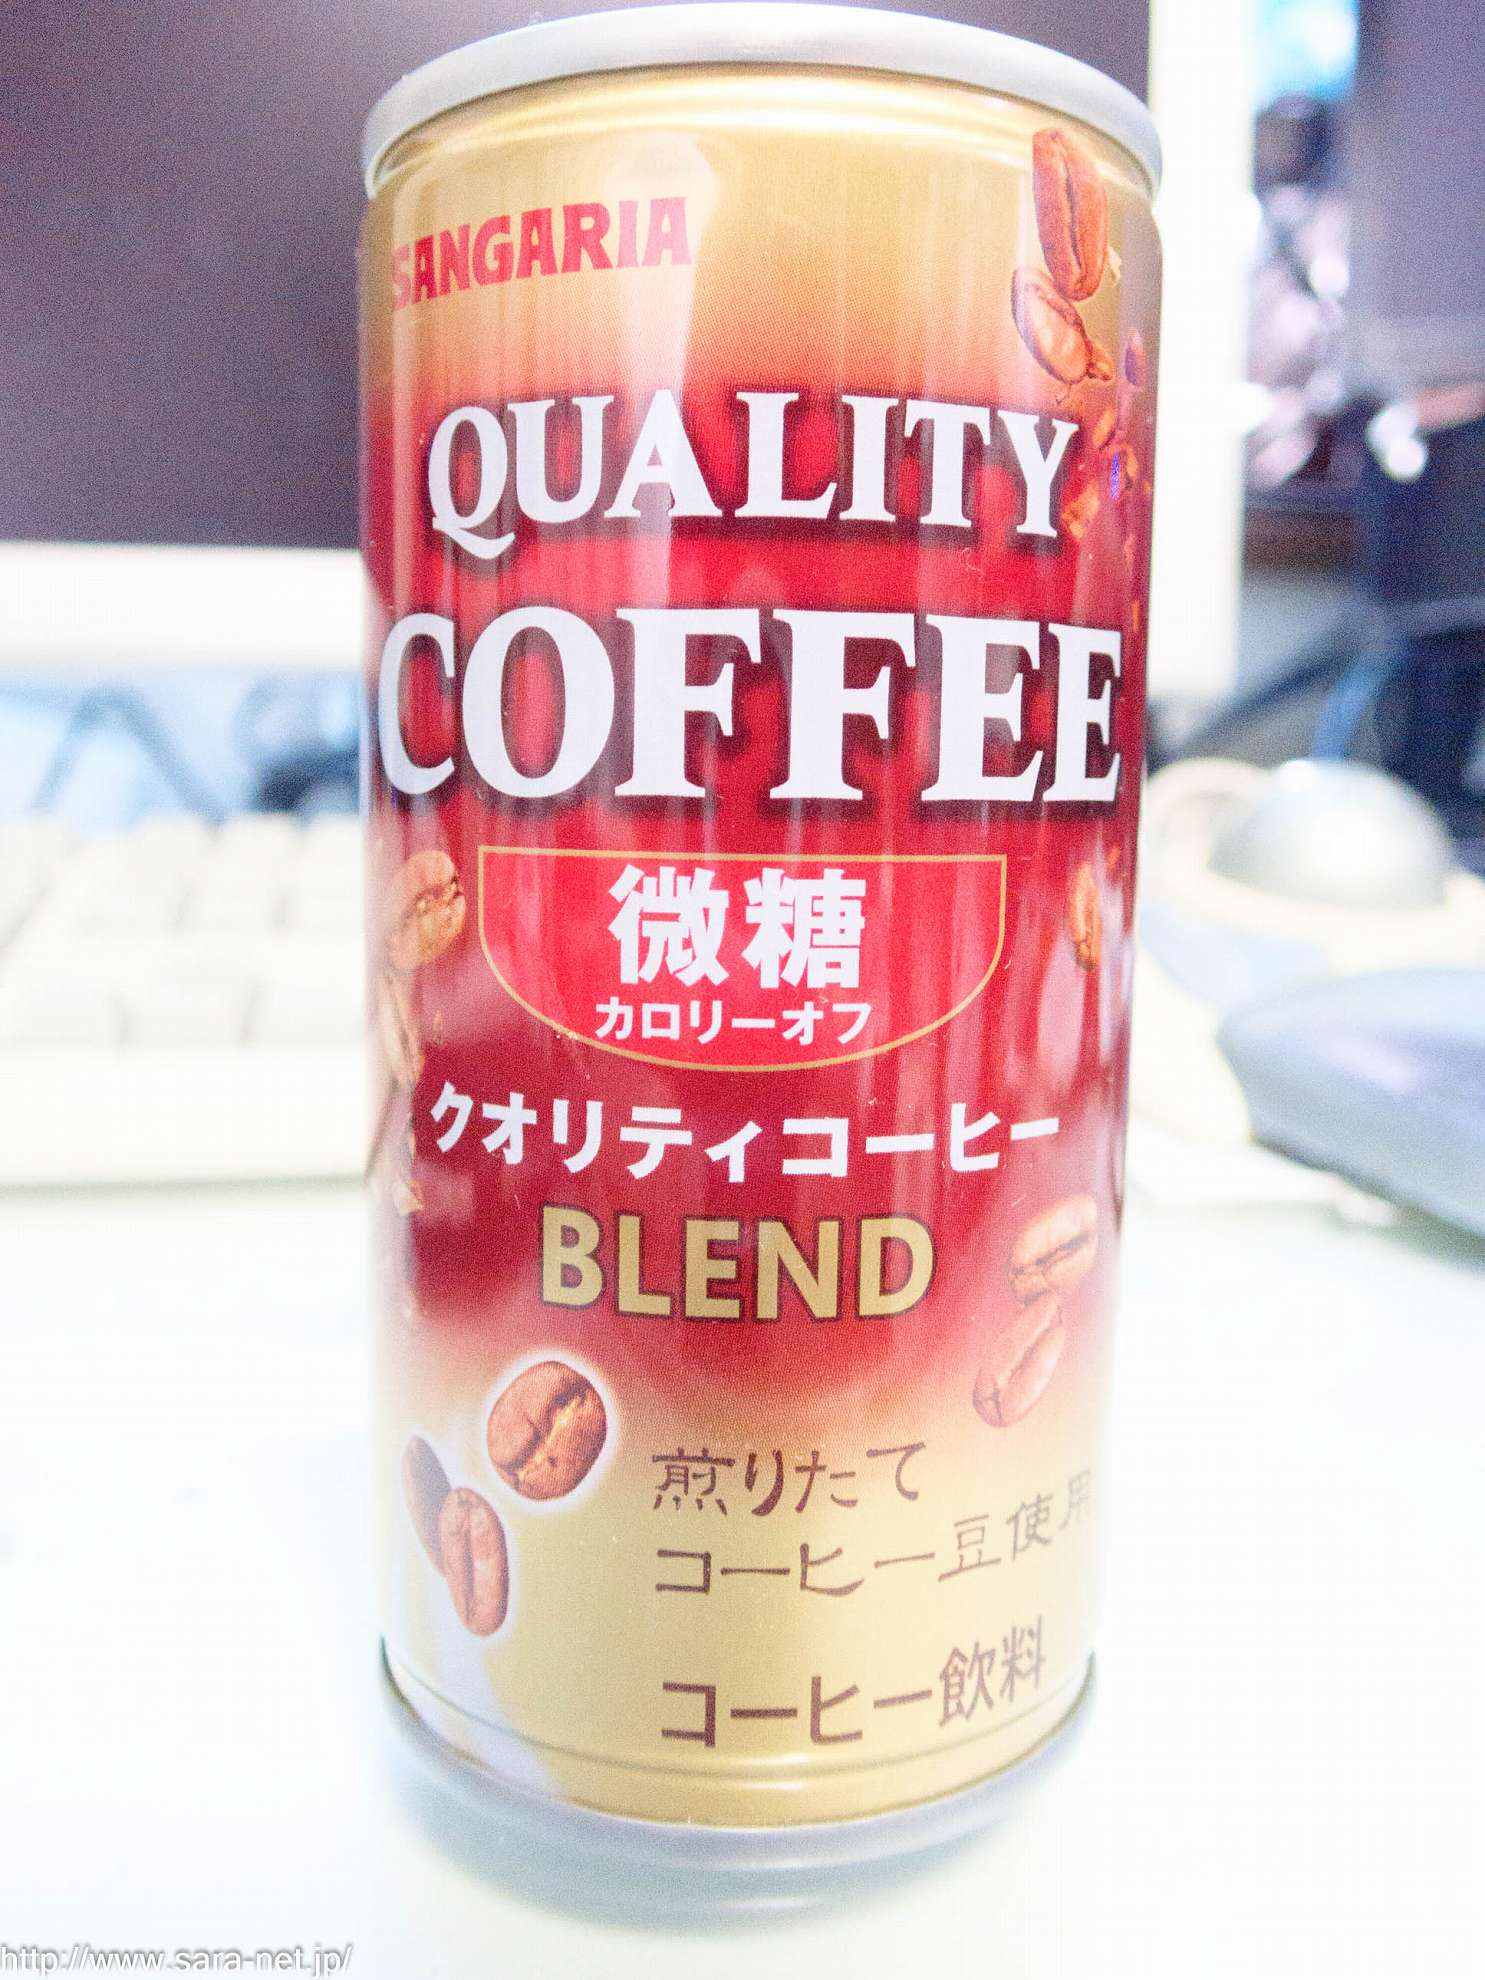 SANGARIA
QUALITY
COFFEE
微糖
カロリーオフ
クオリティコーヒー
BLEND
煎りたて
コーヒー豆使用
コーヒー飲料
http://www.sara-net.jp/